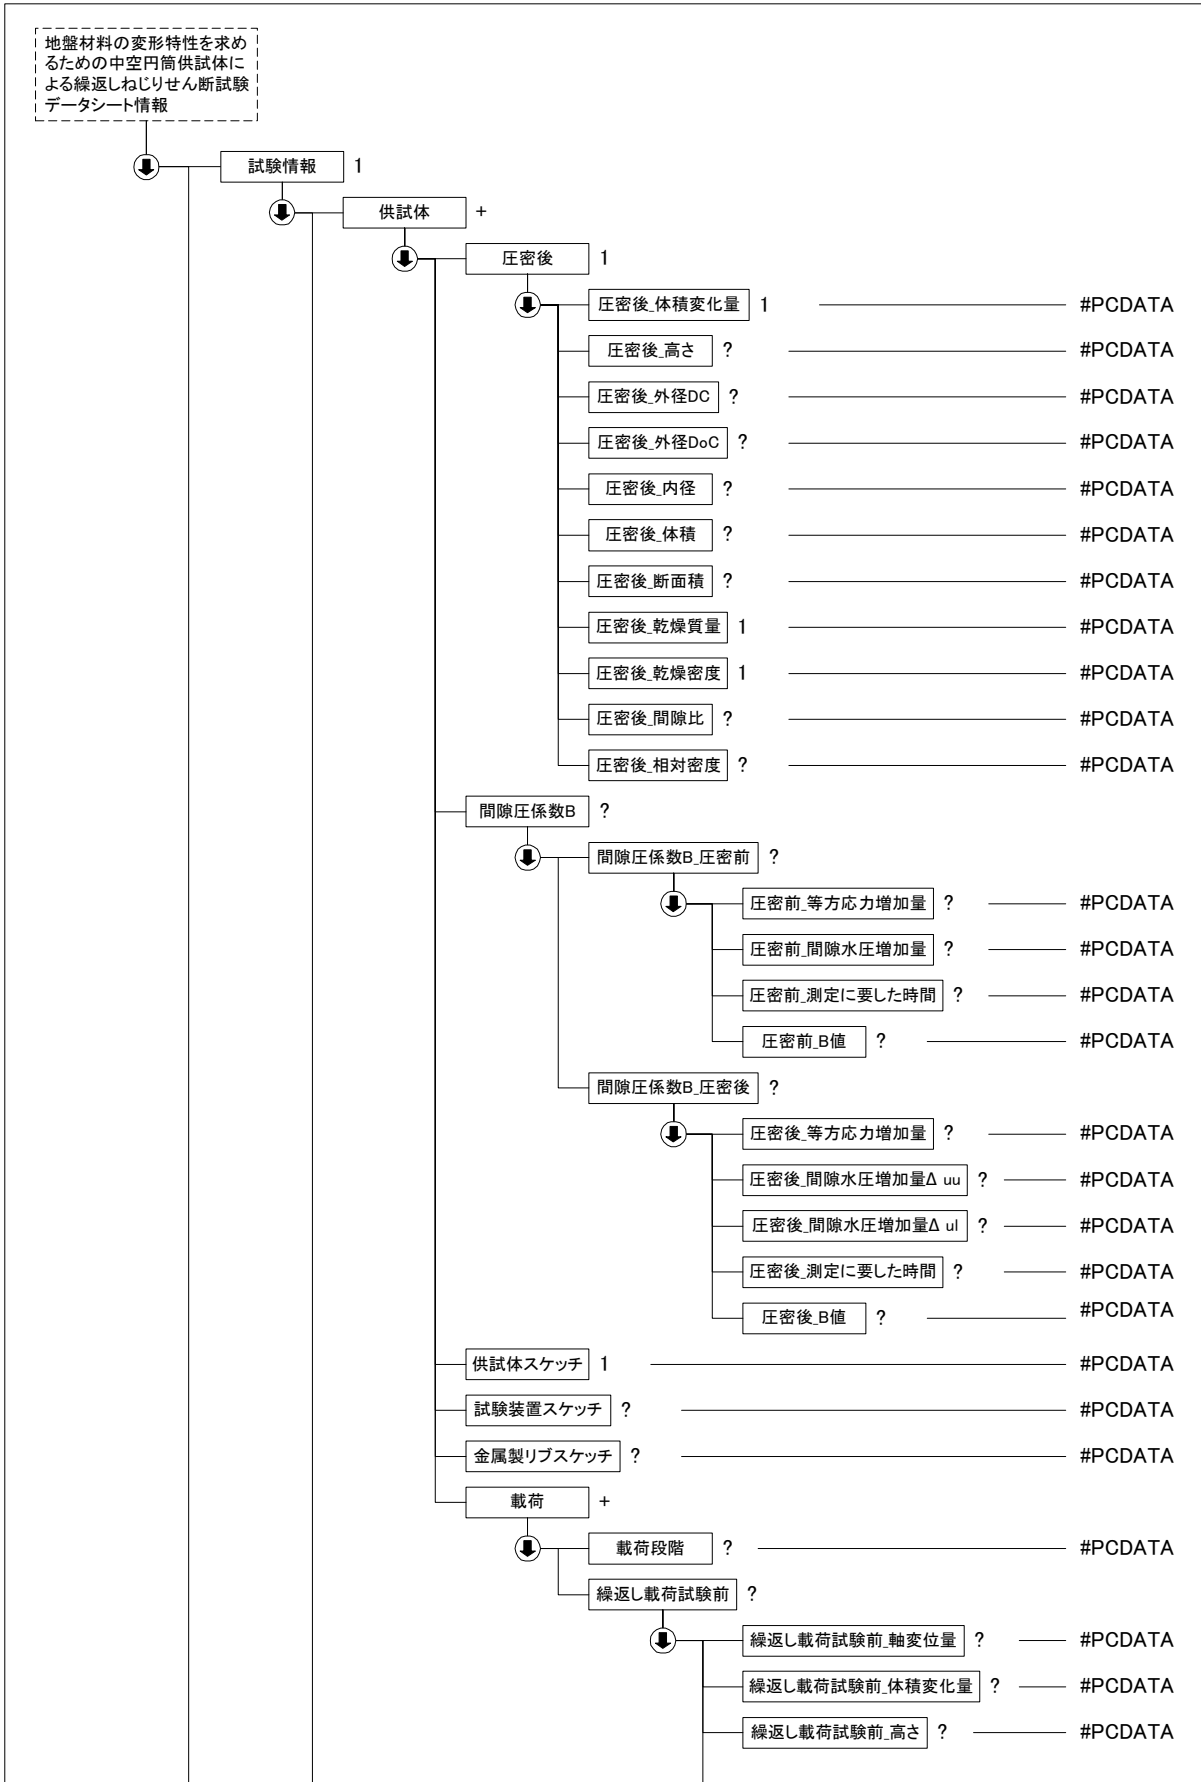 地盤材料の変形特性を求め
るための中空円筒供試体に
よる繰返しねじりせん断試験
データシート情報
試験情報 1
供試体 +
圧密後 1
圧密後_体積変化量 1 #PCDATA
圧密後_高さ ? #PCDATA
圧密後_外径DC ? #PCDATA
圧密後_外径DoC ? #PCDATA
圧密後_内径 ? #PCDATA
圧密後_体積 ? #PCDATA
圧密後_断面積 ? #PCDATA
圧密後_乾燥質量 1 #PCDATA
圧密後_乾燥密度 1 #PCDATA
圧密後_間隙比 ? #PCDATA
圧密後_相対密度 ? #PCDATA
間隙圧係数B ?
間隙圧係数B_圧密前 ?
圧密前_等方応力増加量 ? #PCDATA
圧密前_間隙水圧増加量 ? #PCDATA
圧密前_測定に要した時間 ? #PCDATA
圧密前_B値 ? #PCDATA
間隙圧係数B_圧密後 ?
圧密後_等方応力増加量 ? #PCDATA
圧密後_間隙水圧増加量Δ uu ? #PCDATA
圧密後_間隙水圧増加量Δ ul ? #PCDATA
圧密後_測定に要した時間 ? #PCDATA
圧密後_B値 ? #PCDATA
供試体スケッチ 1 #PCDATA
試験装置スケッチ ? #PCDATA
金属製リブスケッチ ? #PCDATA
載荷 +
載荷段階 ? #PCDATA
繰返し載荷試験前 ?
繰返し載荷試験前_軸変位量 ? #PCDATA
繰返し載荷試験前_体積変化量 ? #PCDATA
繰返し載荷試験前_高さ ? #PCDATA